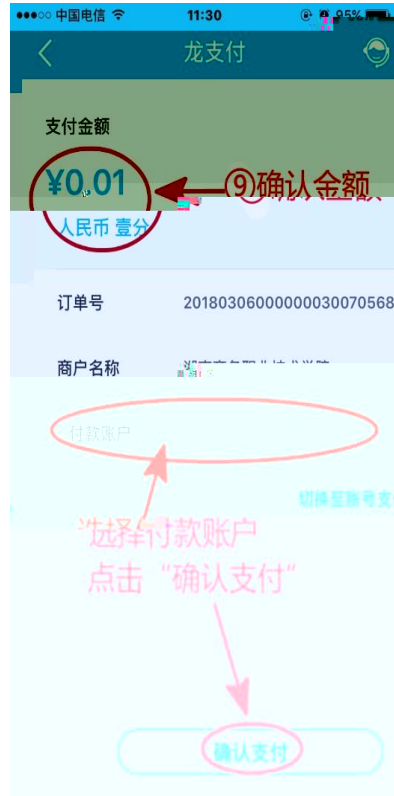 中国电信 11:30 95%
龙支付
支付金额
¥0.01 ⑨确认金额
人民币 壹分
订单号 20180306000000030070568
商户名称
付款账户
切换至账号支
选择付款账户
点击“确认支付”
确认支付